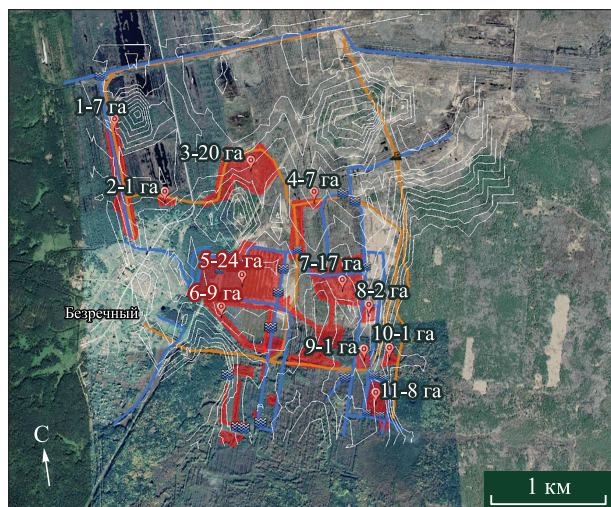 1-7 га
3-20 га
2-1 га
4-7 га
5-24 га
7-17 га
6-9 га
8-2 га
Безречный
9-1 га
10-1 га
11-8 га
С
1 км